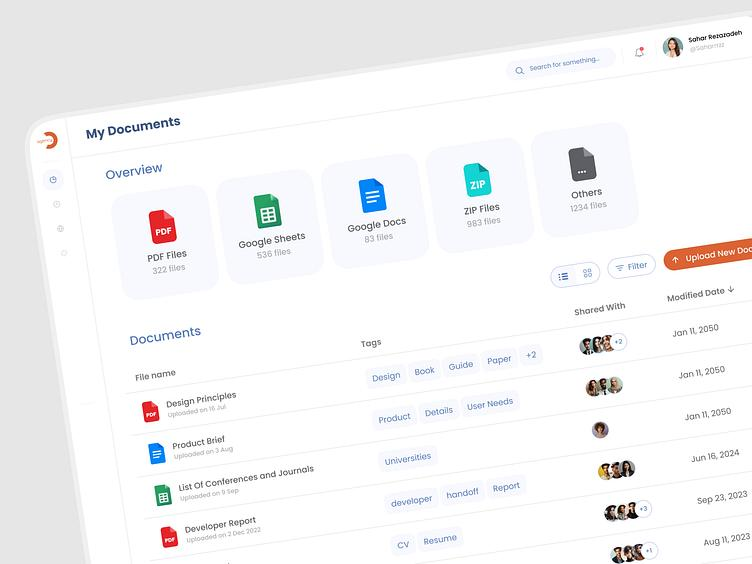 Sahar Rezazadeh
@Saharrzz
Search for something...
agency
My Documents
Overview
PDF
PDF Files
322 files
Google Sheets
536 files
Google Docs
83 files
ZIP
ZIP Files
983 files
Others
1234 files
Filter
Upload New Doc
Documents
File name
Tags
Shared With
Modified Date
PDF
Design Principles
Uploaded on 16 Jul
Design
Book
Guide
Paper
+2
+2
Jan 11, 2050
Product Brief
Uploaded on 3 Aug
Product
Details
User Needs
Jan 11, 2050
List Of Conferences and Journals
Uploaded on 9 Sep
Universities
Jan 11, 2050
PDF
Developer Report
Uploaded on 2 Dec 2022
developer
handoff
Report
Jun 16, 2024
CV
Resume
+3
Sep 23, 2023
+1
Aug 11, 2023